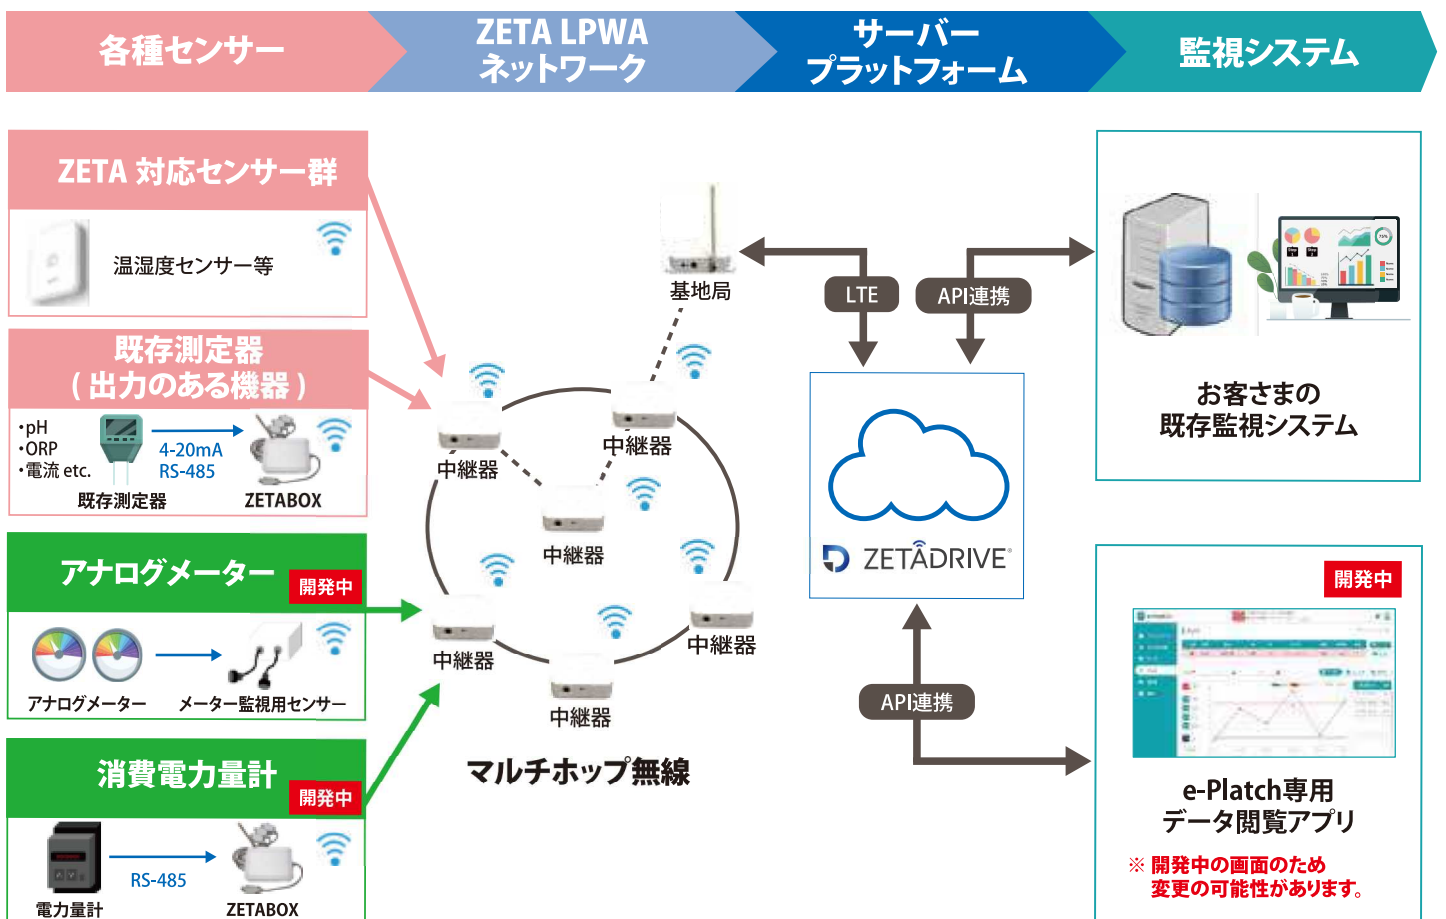 各種センサー
ZETA LPWA
ネットワーク
サーバー
プラットフォーム
監視システム
ZETA 対応センサー群
温湿度センサー等
既存測定器
( 出力のある機器 )
・pH
・ORP
・電流 etc.
4-20mA
RS-485
既存測定器
ZETABOX
アナログメーター
開発中
アナログメーター
メーター監視用センサー
消費電力量計
開発中
RS-485
電力量計
ZETABOX
基地局
中継器
中継器
中継器
中継器
中継器
中継器
マルチホップ無線
LTE
API連携
ZETADRIVE®
API連携
お客さまの
既存監視システム
開発中
e-Platch専用
データ閲覧アプリ
※ 開発中の画面のため
変更の可能性があります。